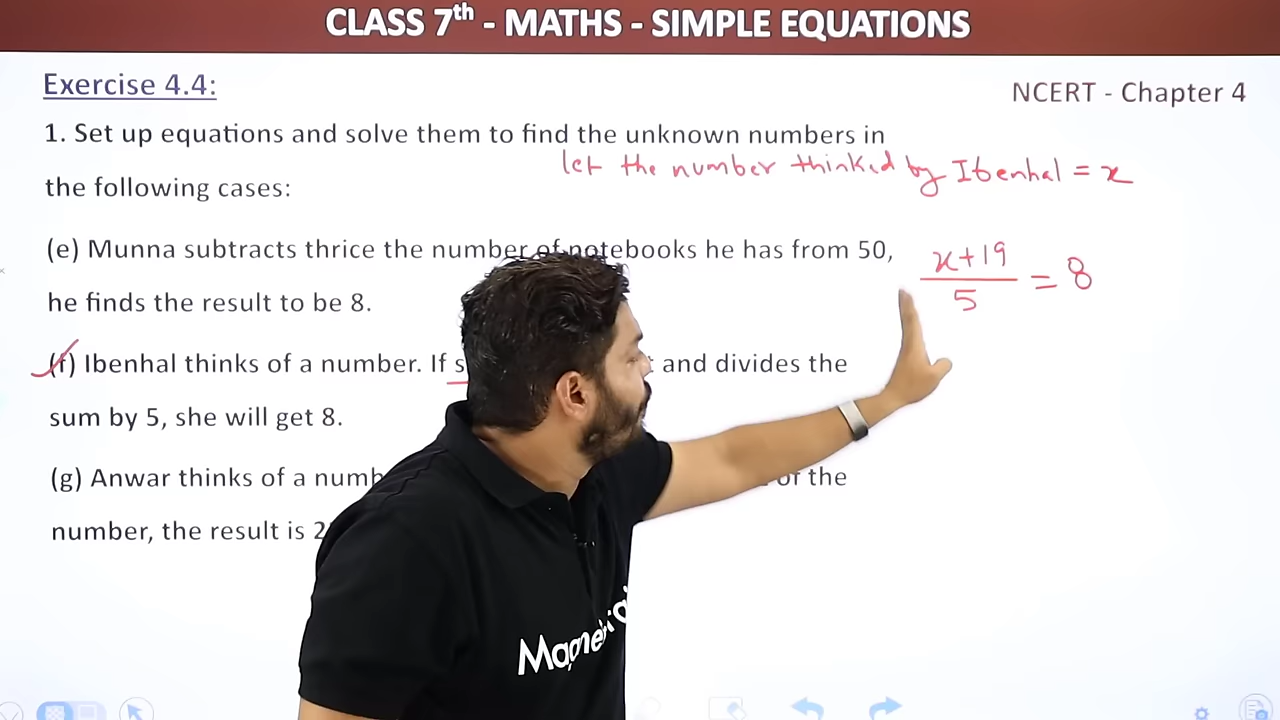 CLASS 7th - MATHS - SIMPLE EQUATIONS
Exercise 4.4:
NCERT - Chapter 4
1. Set up equations and solve them to find the unknown numbers in
let the number thinked by Ibenhal = x
the following cases:
(e) Munna subtracts thrice the number of notebooks he has from 50,
x+19
5
= 8
he finds the result to be 8.
(f) Ibenhal thinks of a number. If and divides the
sum by 5, she will get 8.
(g) Anwar thinks of a of the
number, the result is